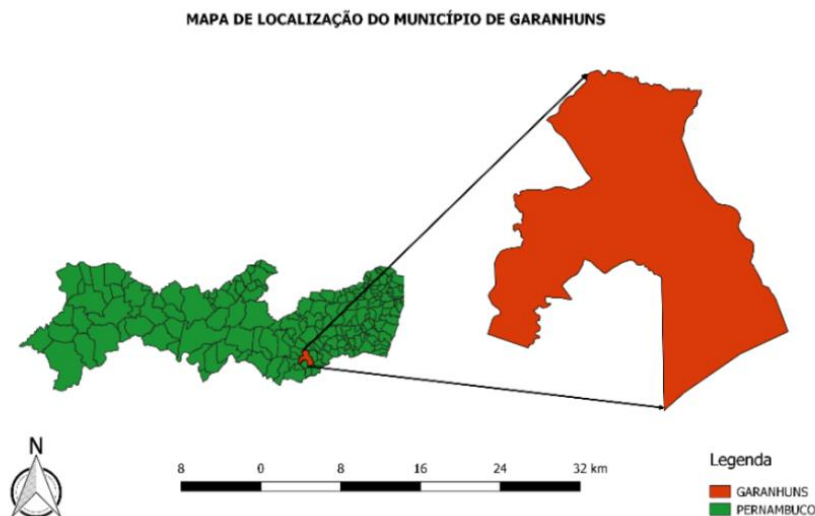 MAPA DE LOCALIZAÇÃO DO MUNICÍPIO DE GARANHUNS
N
8 0 8 16 24 32 km
Legenda
GARANHUNS
PERNAMBUCO